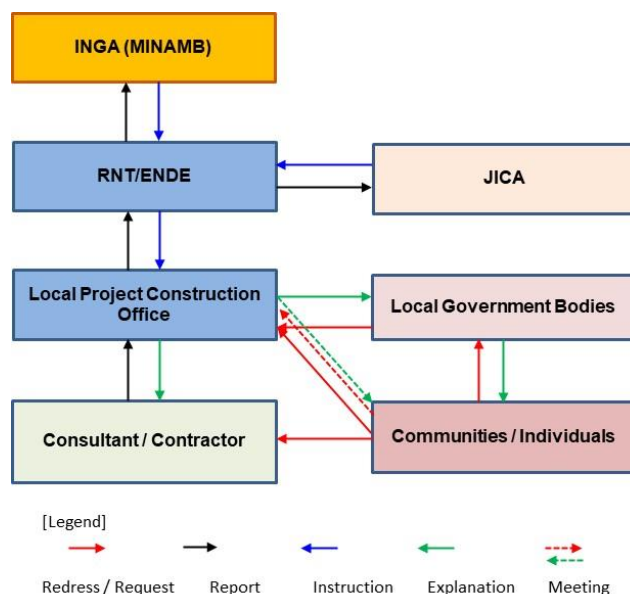 INGA (MINAMB)
RNT/ENDE
JICA
Local Project Construction
Office
Local Government Bodies
Consultant / Contractor
Communities / Individuals
[Legend]
Redress / Request Report Instruction Explanation Meeting